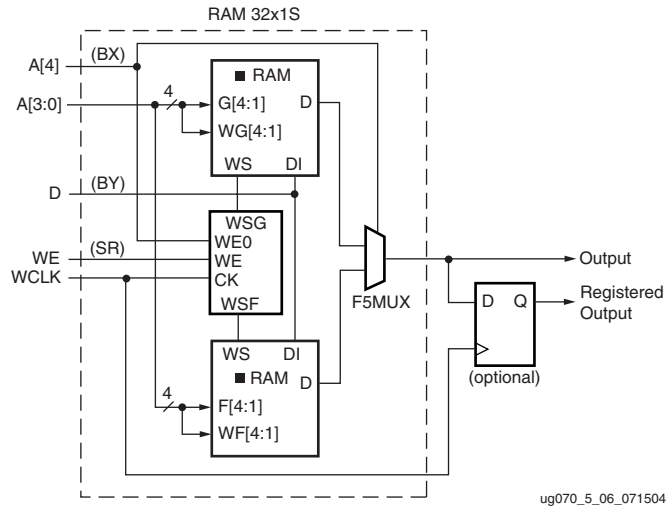 RAM 32x1S
A[4]
(BX)
A[3:0]
4
RAM
G[4:1]
D
WG[4:1]
WS
DI
D
(BY)
WSG
WE0
WE
(SR)
WE
WCLK
CK
WSF
F5MUX
Output
D
Q
Registered
Output
(optional)
WS
DI
RAM
D
4
F[4:1]
WF[4:1]
ug070_5_06_071504